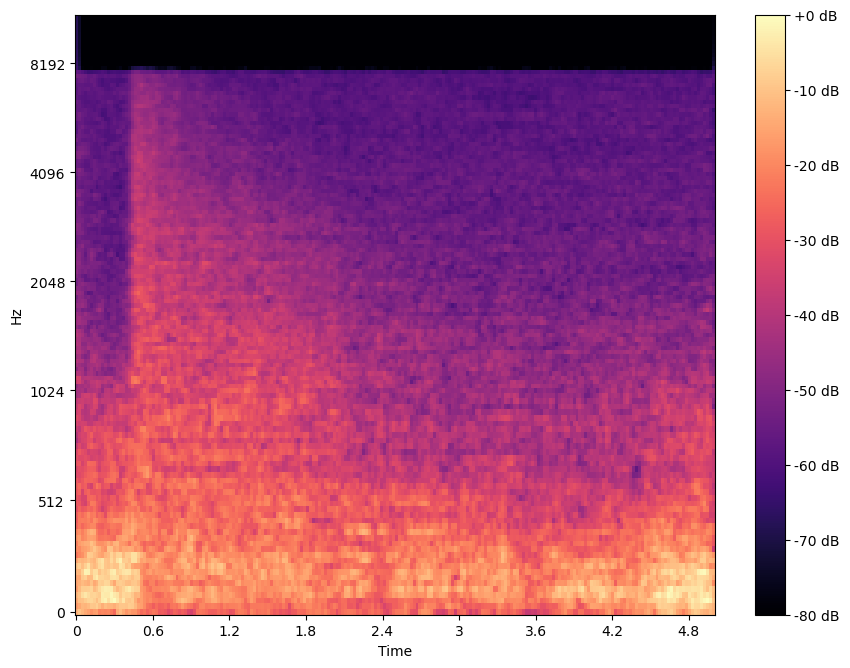 +0 dB
8192
-10 dB
4096
-20 dB
-30 dB
2048
Hz
-40 dB
1024
-50 dB
512
-60 dB
-70 dB
0
-80 dB
0 0.6 1.2 1.8 2.4 3 3.6 4.2 4.8
Time